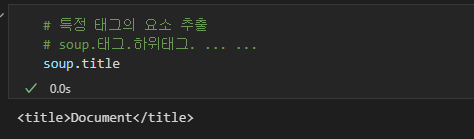 # 특정 태그의 요소 추출
# soup.태그.하위태그. ... ...
soup.title
0.0s
<title>Document</title>